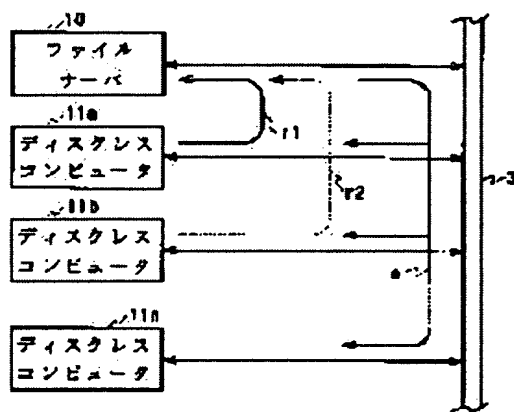 10
ファイル
サーバ
11a
ディスクレス
コンピュータ
r1
3
r2
11b
ディスクレス
コンピュータ
a
11n
ディスクレス
コンピュータ